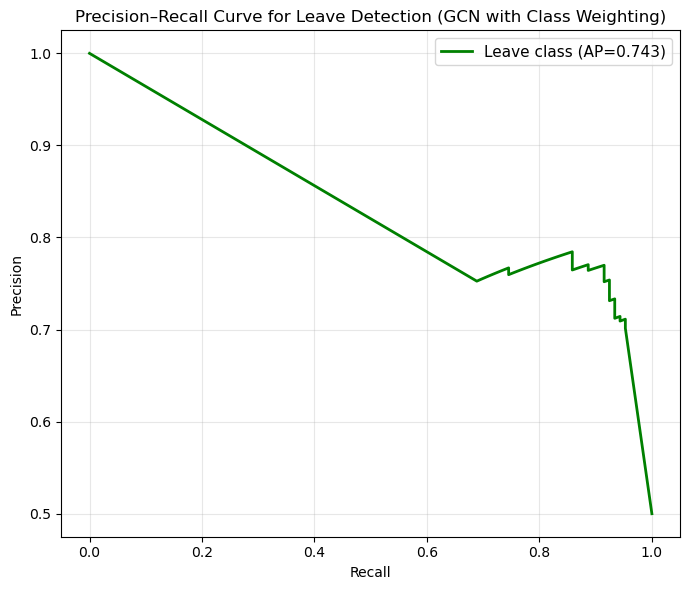 Precision–Recall Curve for Leave Detection (GCN with Class Weighting)
Leave class (AP=0.743)
1.0
0.9
0.8
0.7
0.6
0.5
Precision
0.0 0.2 0.4 0.6 0.8 1.0
Recall